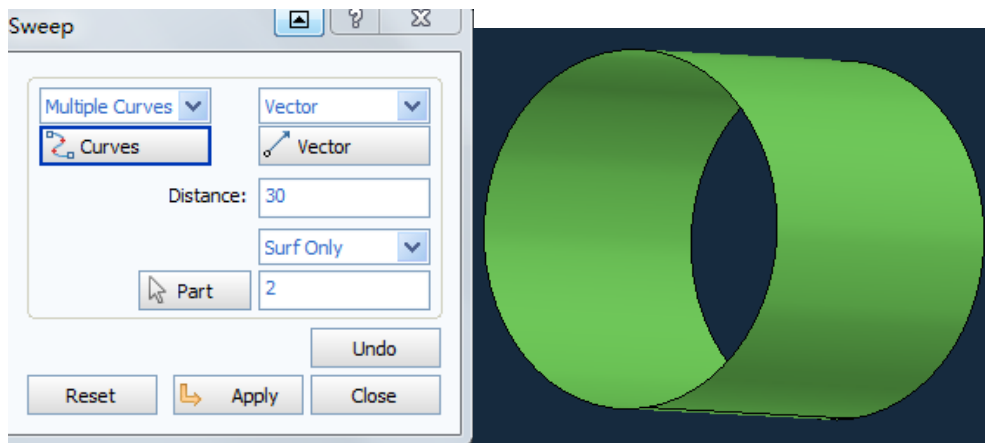 Sweep
Multiple Curves Vector
Curves Vector
Distance: 30
Surf Only
Part 2
Undo
Reset Apply Close